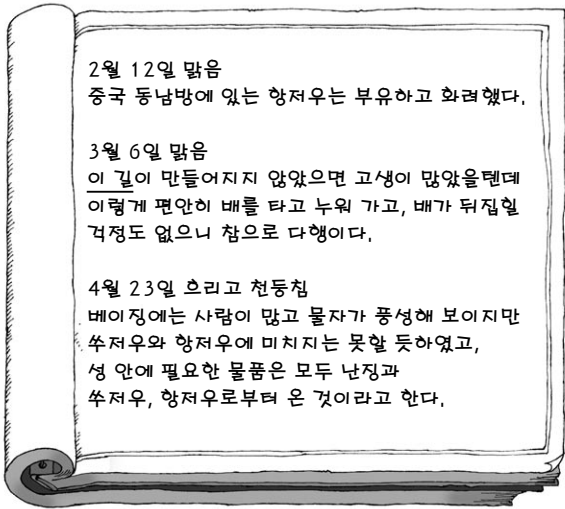 2월 12일 맑음
중국 동남방에 있는 항저우는 부유하고 화려했다.
3월 6일 맑음
이 길이 만들어지지 않았으면 고생이 많았을텐데
이렇게 편안히 배를 타고 누워 가고, 배가 뒤집힐
걱정도 없으니 참으로 다행이다.
4월 23일 흐리고 천둥침
베이징에는 사람이 많고 물자가 풍성해 보이지만
쑤저우와 항저우에 미치지는 못할 듯하였고,
성 안에 필요한 물품은 모두 난징과
쑤저우, 항저우로부터 온 것이라고 한다.